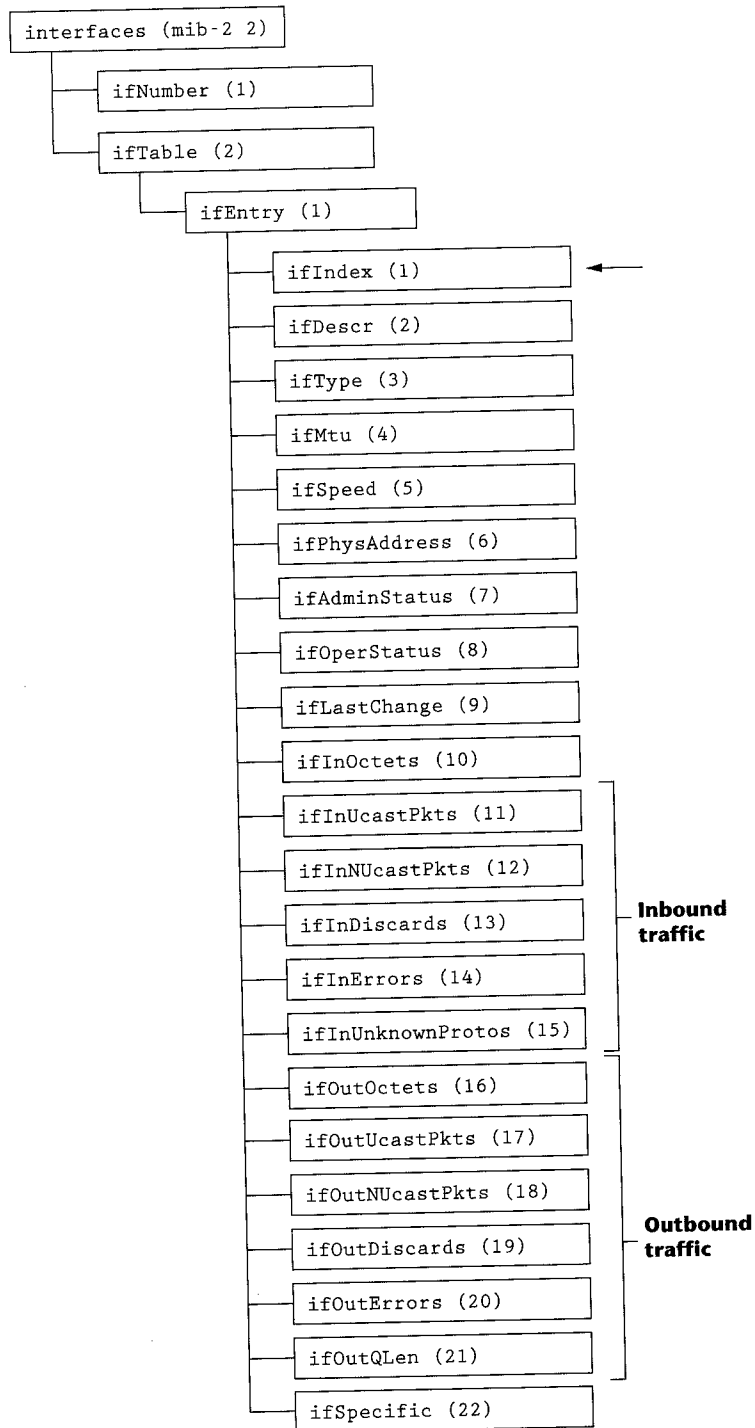 interfaces (mib-2 2)
ifNumber (1)
ifTable (2)
ifEntry (1)
ifIndex (1)
ifDescr (2)
ifType (3)
ifMtu (4)
ifSpeed (5)
ifPhysAddress (6)
ifAdminStatus (7)
ifOperStatus (8)
ifLastChange (9)
ifInOctets (10)
ifInUcastPkts (11)
ifInNUcastPkts (12)
ifInDiscards (13)
ifInErrors (14)
ifInUnknownProtos (15)
Inbound
traffic
ifOutOctets (16)
ifOutUcastPkts (17)
ifOutNUcastPkts (18)
ifOutDiscards (19)
ifOutErrors (20)
ifOutQLen (21)
Outbound
traffic
ifSpecific (22)